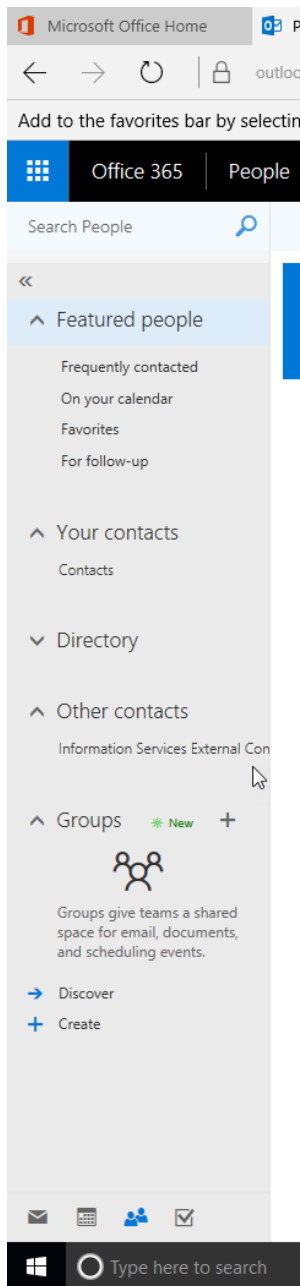 Microsoft Office Home
outloo
Add to the favorites bar by selectin
Office 365 People
Search People
Featured people
Frequently contacted
On your calendar
Favorites
For follow-up
Your contacts
Contacts
Directory
Other contacts
Information Services External Con
Groups New
Groups give teams a shared
space for email, documents,
and scheduling events.
Discover
Create
Type here to search